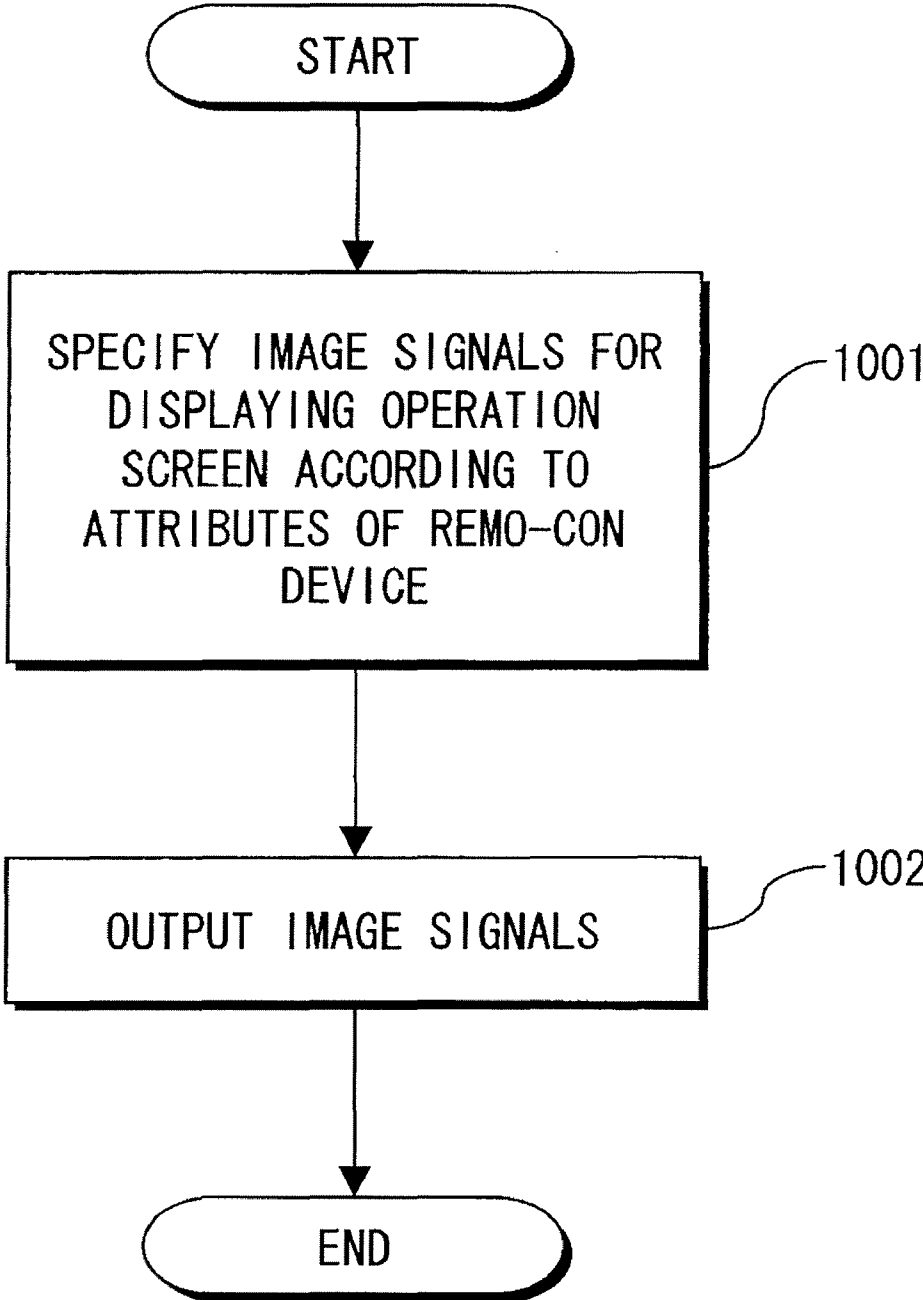 START
SPECIFY IMAGE SIGNALS FOR
DISPLAYING OPERATION
SCREEN ACCORDING TO
ATTRIBUTES OF REMO-CON
DEVICE
1001
OUTPUT IMAGE SIGNALS
1002
END